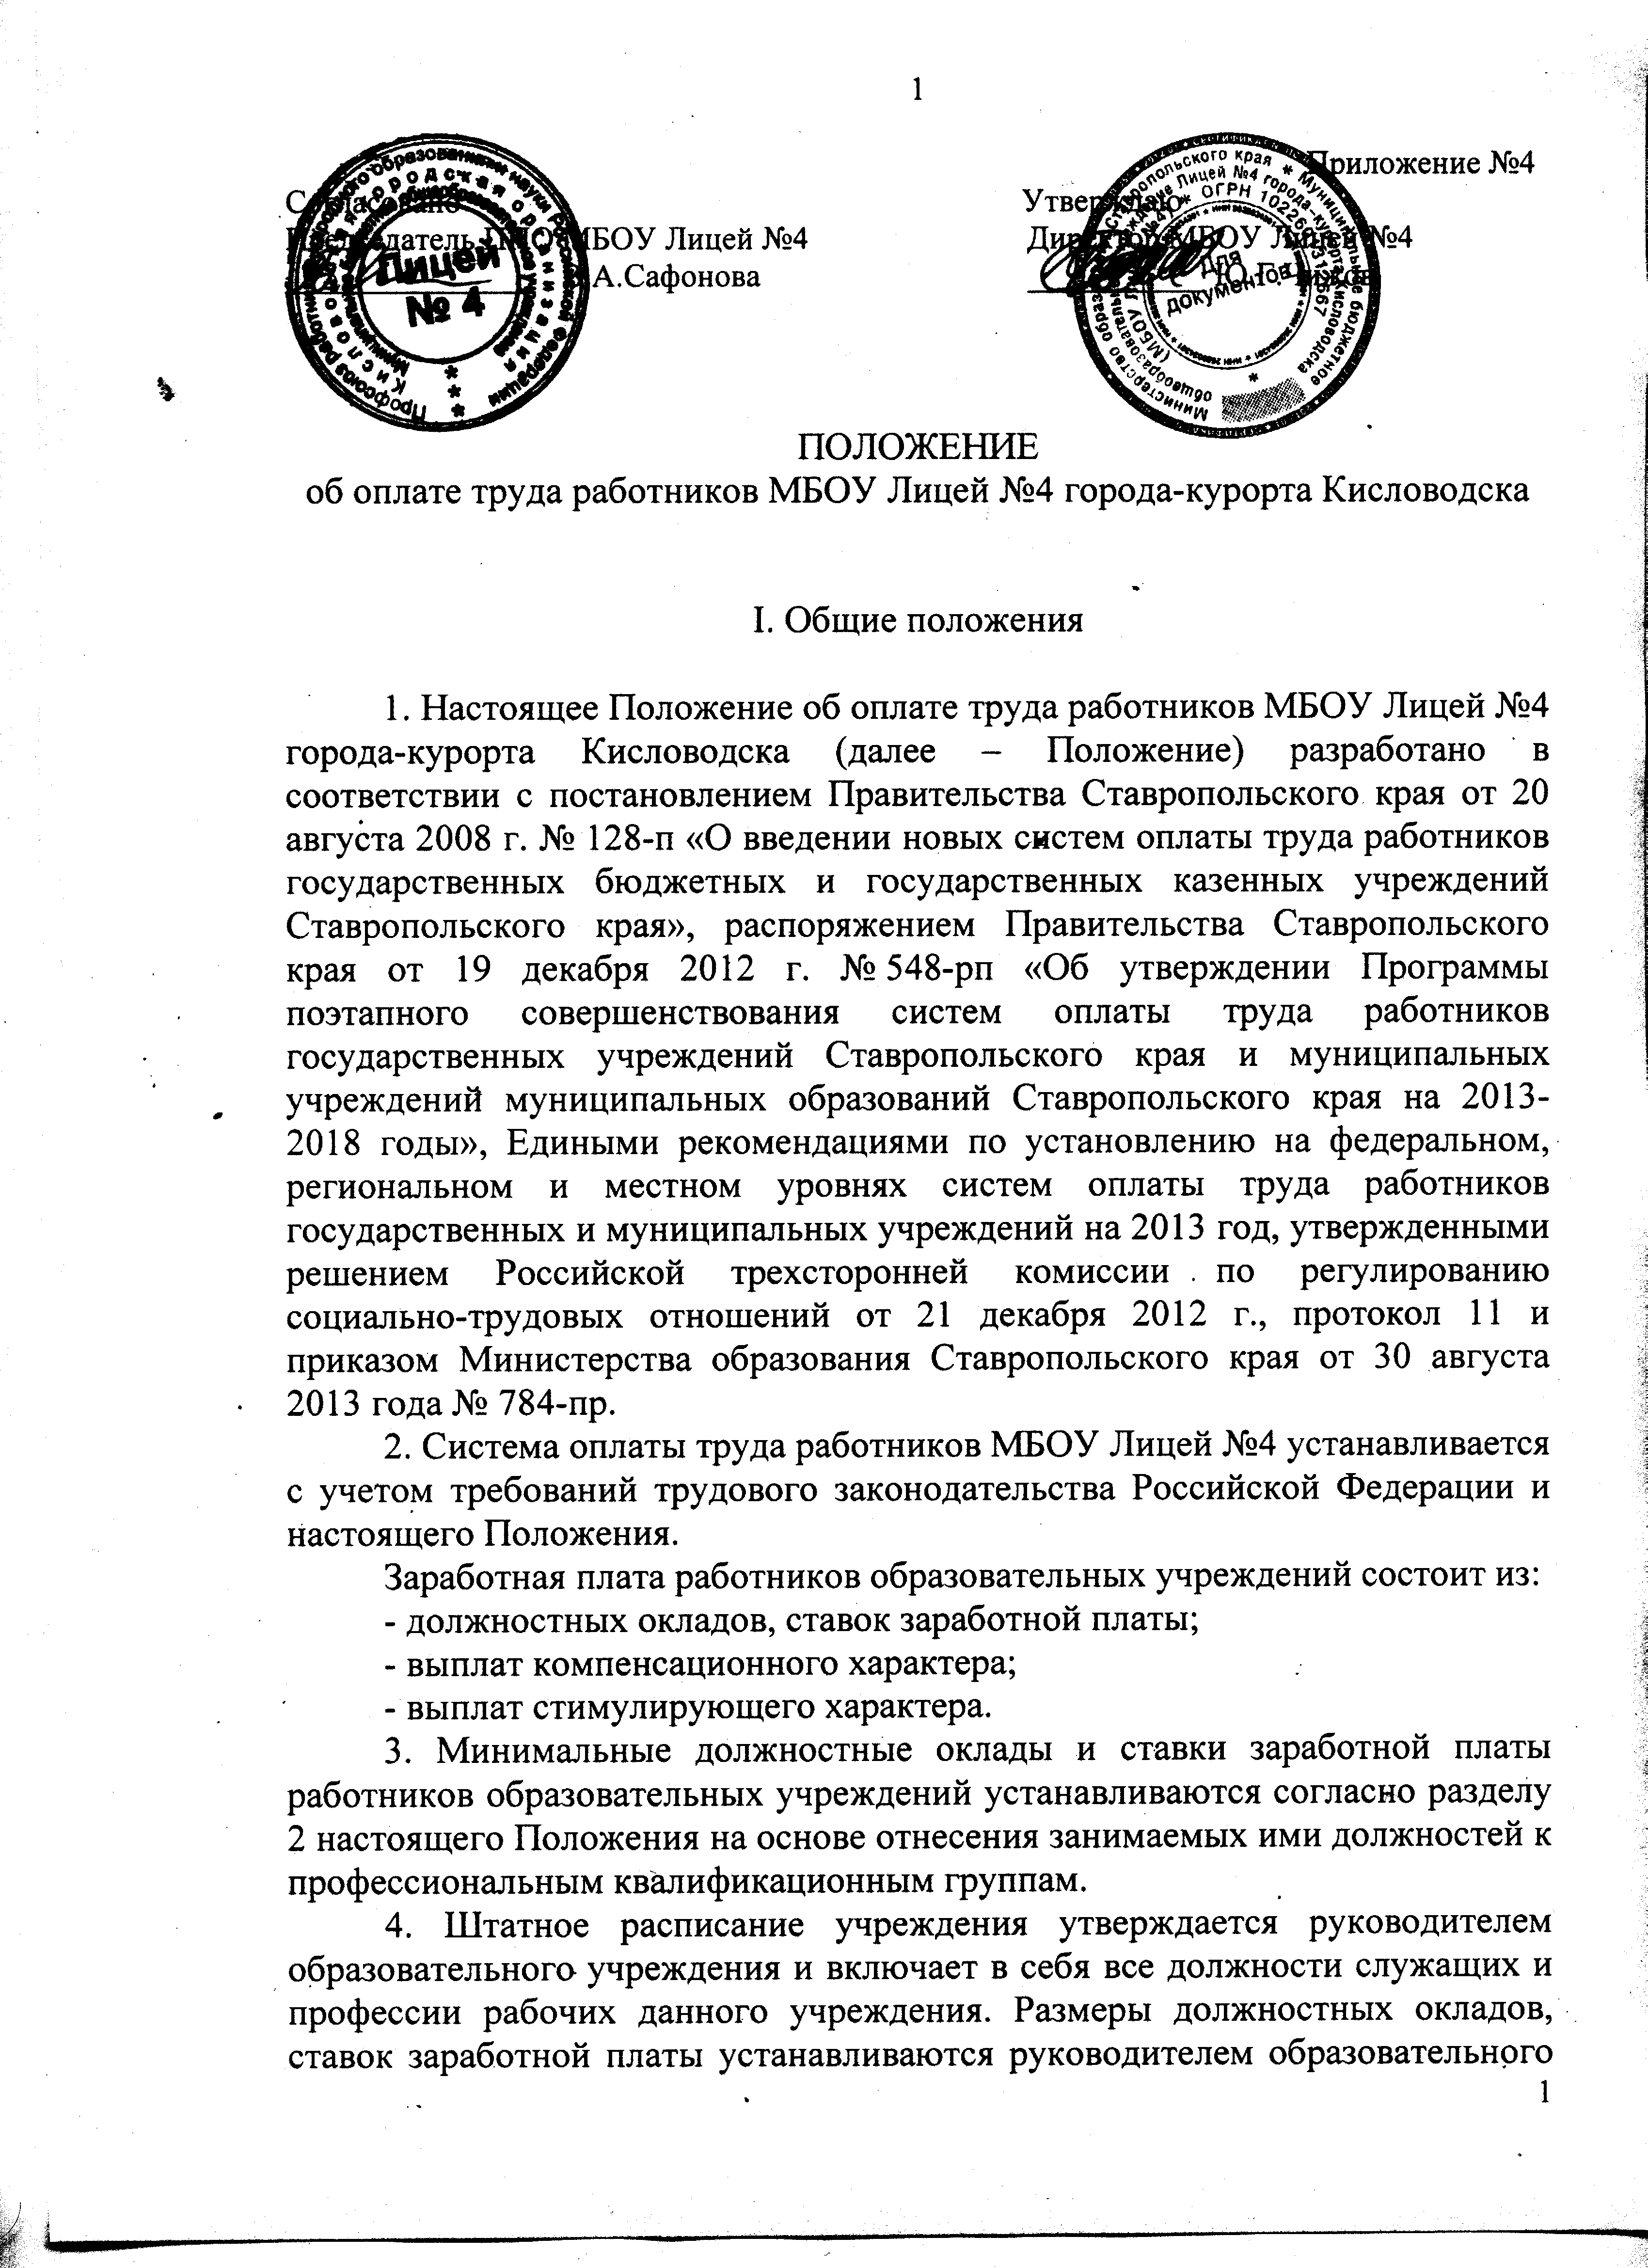 1
Приложение №4
Согласовано
Утверждаю
Председатель МБОУ Лицей №4
Директор МБОУ Лицей №4
А.Сафонова
Лицей
№ 4
Для
документов
ПОЛОЖЕНИЕ
об оплате труда работников МБОУ Лицей №4 города-курорта Кисловодска
I. Общие положения
1. Настоящее Положение об оплате труда работников МБОУ Лицей №4
города-курорта Кисловодска (далее – Положение) разработано в
соответствии с постановлением Правительства Ставропольского края от 20
августа 2008 г. № 128-п «О введении новых систем оплаты труда работников
государственных бюджетных и государственных казенных учреждений
Ставропольского края», распоряжением Правительства Ставропольского
края от 19 декабря 2012 г. № 548-рп «Об утверждении Программы
поэтапного совершенствования систем оплаты труда работников
государственных учреждений Ставропольского края и муниципальных
учреждений муниципальных образований Ставропольского края на 2013-
2018 годы», Едиными рекомендациями по установлению на федеральном,
региональном и местном уровнях систем оплаты труда работников
государственных и муниципальных учреждений на 2013 год, утвержденными
решением Российской трехсторонней комиссии по регулированию
социально-трудовых отношений от 21 декабря 2012 г., протокол 11 и
приказом Министерства образования Ставропольского края от 30 августа
2013 года № 784-пр.
2. Система оплаты труда работников МБОУ Лицей №4 устанавливается
с учетом требований трудового законодательства Российской Федерации и
настоящего Положения.
Заработная плата работников образовательных учреждений состоит из:
- должностных окладов, ставок заработной платы;
- выплат компенсационного характера;
- выплат стимулирующего характера.
3. Минимальные должностные оклады и ставки заработной платы
работников образовательных учреждений устанавливаются согласно разделу
2 настоящего Положения на основе отнесения занимаемых ими должностей к
профессиональным квалификационным группам.
4. Штатное расписание учреждения утверждается руководителем
образовательного учреждения и включает в себя все должности служащих и
профессии рабочих данного учреждения. Размеры должностных окладов,
ставок заработной платы устанавливаются руководителем образовательного
1